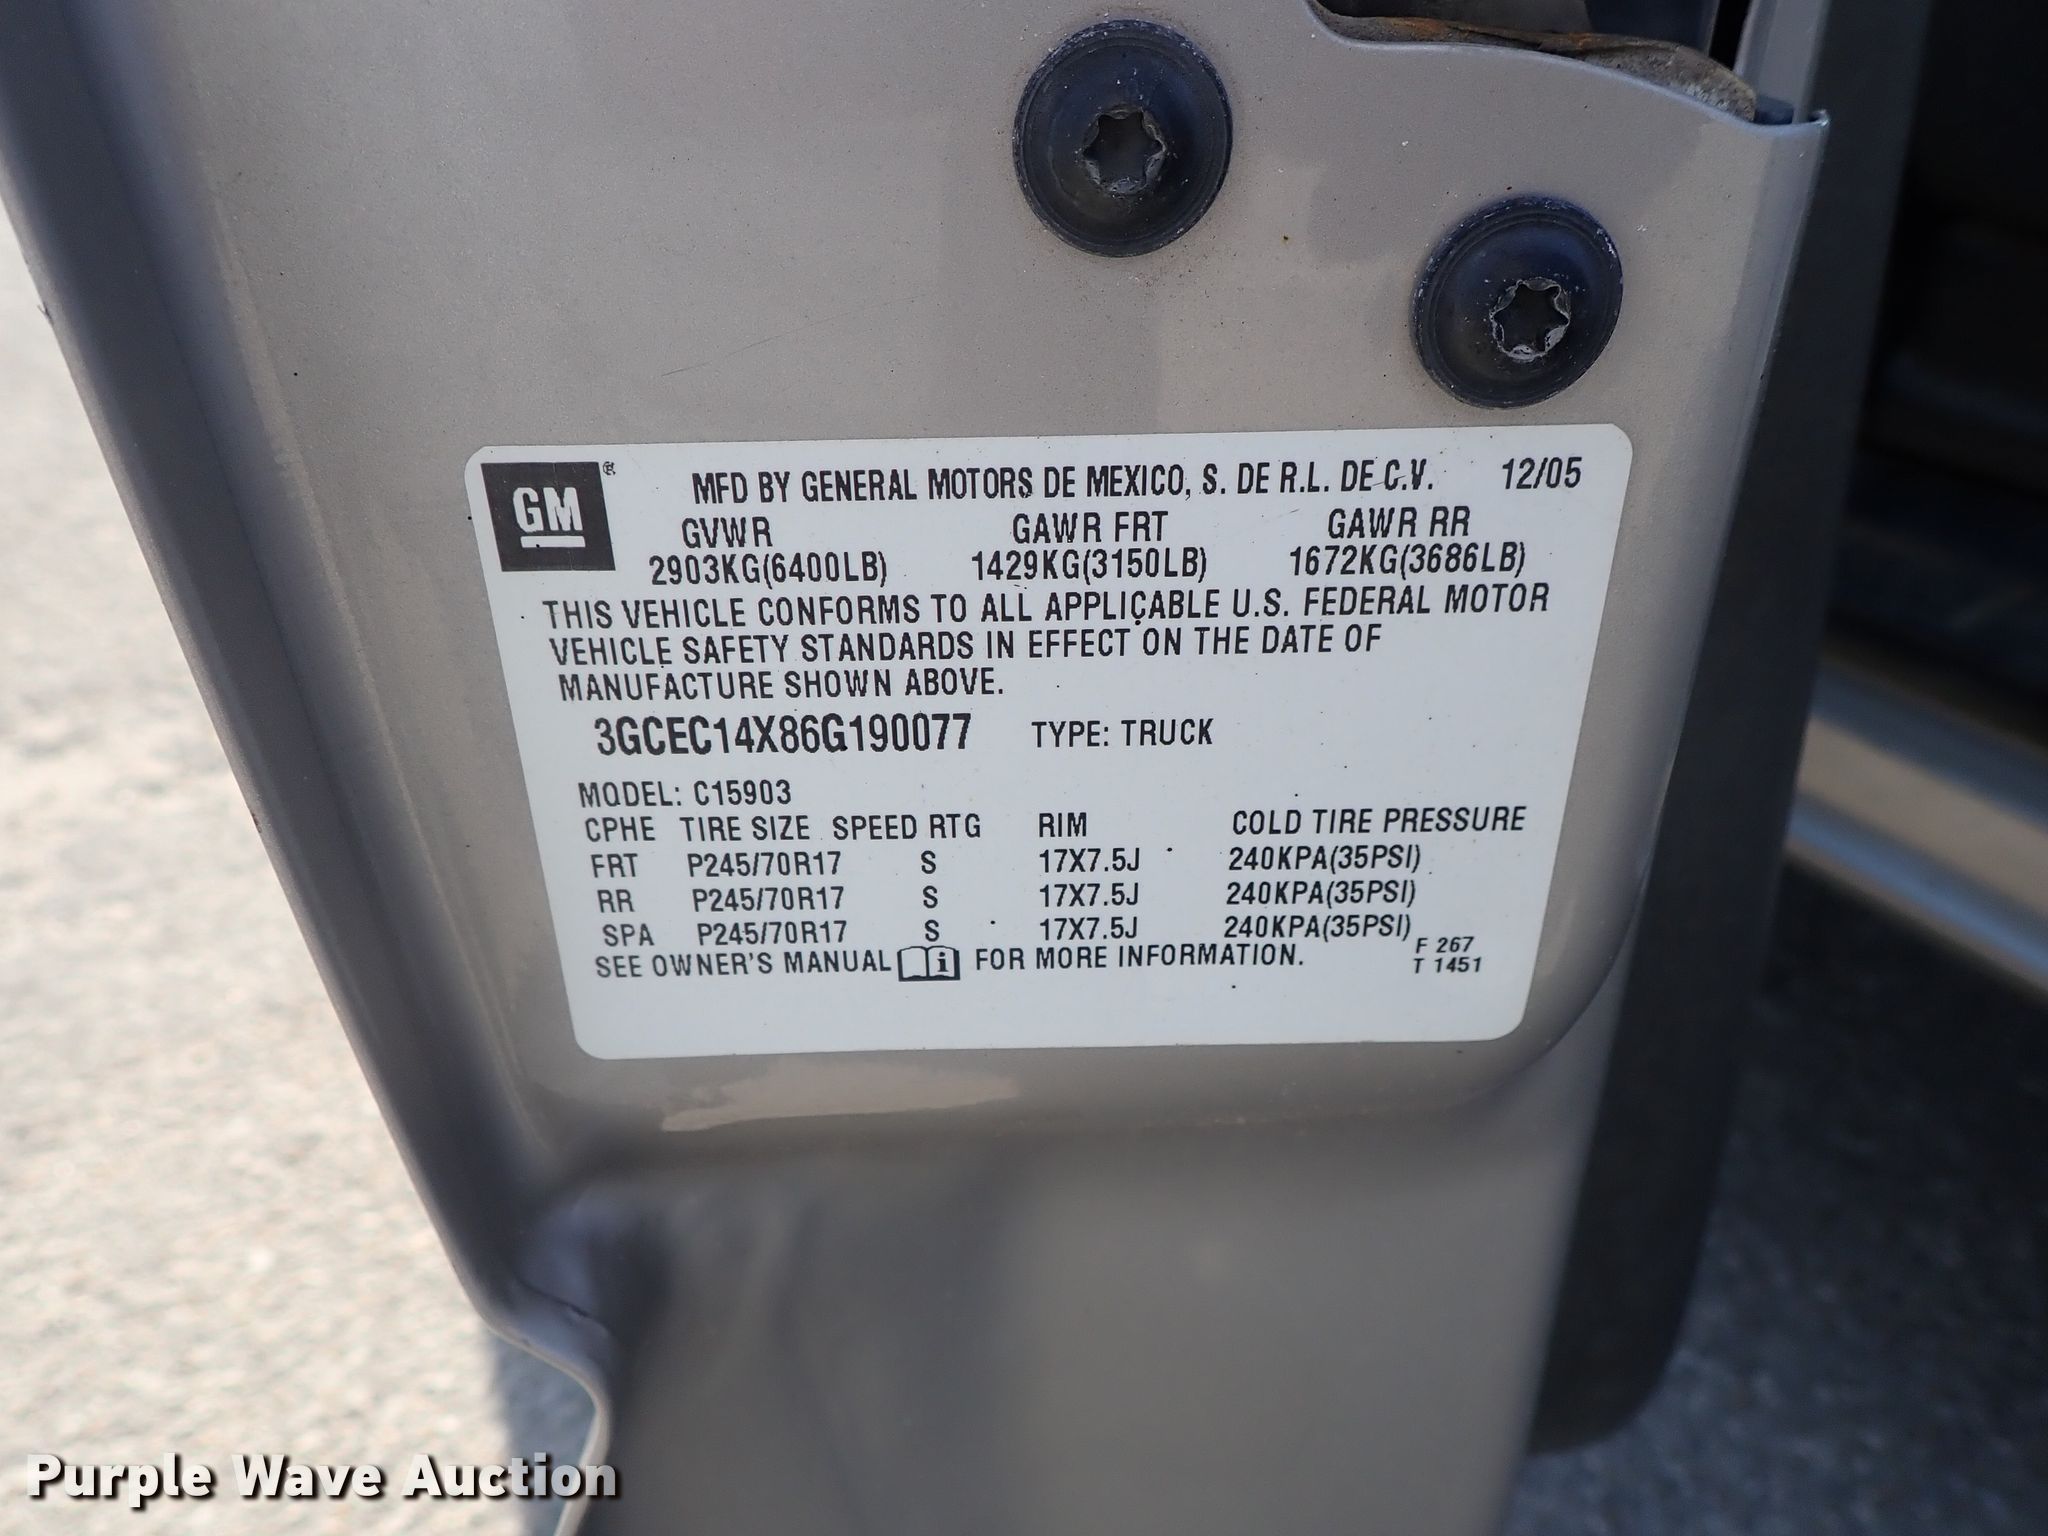 GM®
MFD BY GENERAL MOTORS DE MEXICO, S. DE R.L. DE C.V. 12/05
GVWR GAWR FRT GAWR RR
2903KG(6400LB) 1429KG(3150LB) 1672KG(3686LB)
THIS VEHICLE CONFORMS TO ALL APPLICABLE U.S. FEDERAL MOTOR
VEHICLE SAFETY STANDARDS IN EFFECT ON THE DATE OF
MANUFACTURE SHOWN ABOVE.
3GCEC14X86G190077 TYPE: TRUCK
MODEL: C15903
CPHE TIRE SIZE SPEED RTG RIM COLD TIRE PRESSURE
FRT P245/70R17 S 17X7.5J 240KPA(35PSI)
RR P245/70R17 S 17X7.5J 240KPA(35PSI)
SPA P245/70R17 S 17X7.5J 240KPA(35PSI)
SEE OWNER'S MANUAL i FOR MORE INFORMATION.
F 267
T 1451
Purple Wave Auction